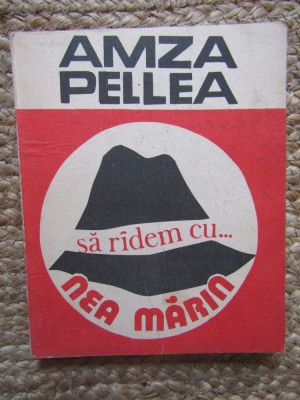 AMZA
PELLEA
să rîdem cu...
NEA MĂRIN